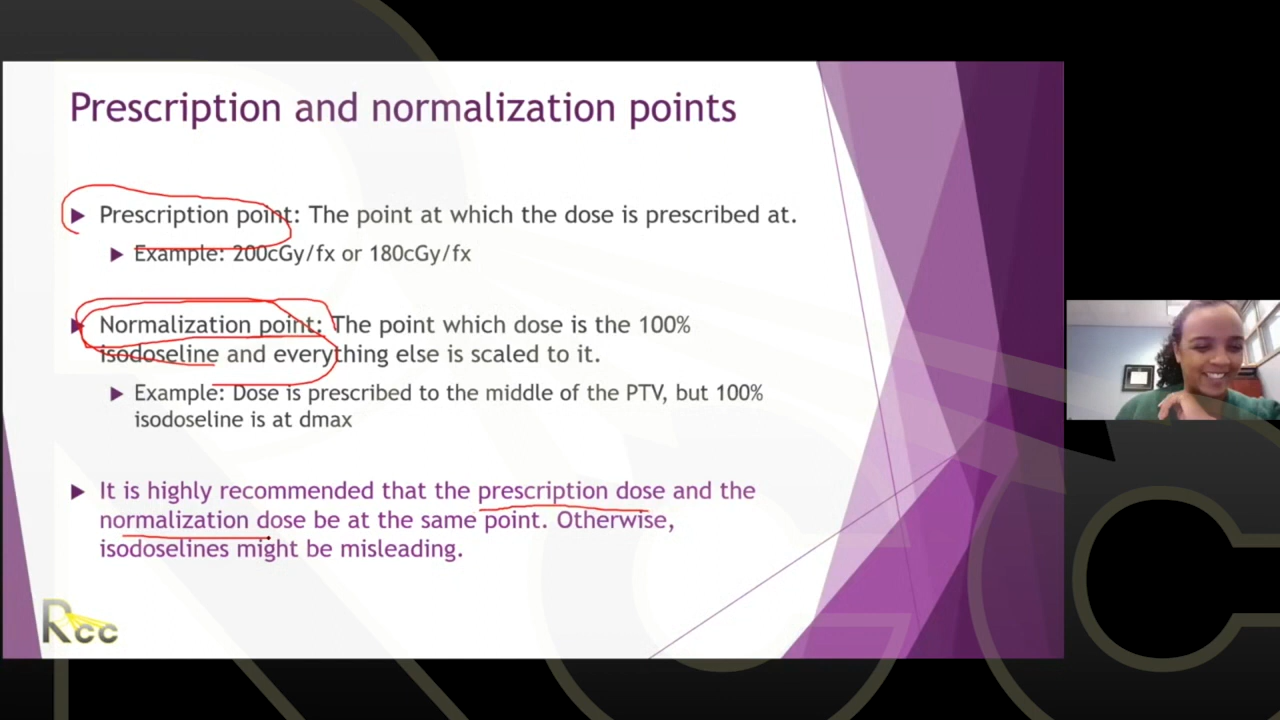 Prescription and normalization points
Prescription point: The point at which the dose is prescribed at.
Example: 200cGy/fx or 180cGy/fx
Normalization point: The point which dose is the 100%
isodoseline and everything else is scaled to it.
Example: Dose is prescribed to the middle of the PTV, but 100%
isodoseline is at dmax
It is highly recommended that the prescription dose and the
normalization dose be at the same point. Otherwise,
isodoselines might be misleading.
Rcc